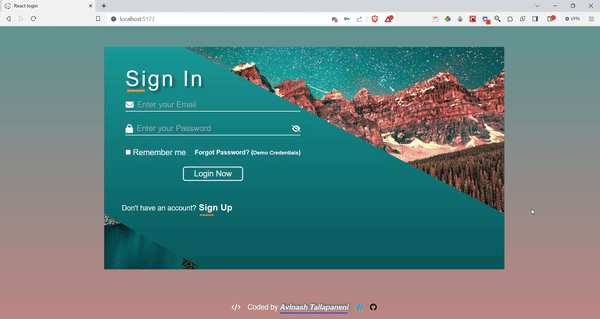 React login
localhost:5173
VPN
Sign In
Enter your Email
Enter your Password
Remember me Forgot Password? (Demo Credentials)
Login Now
Don't have an account? Sign Up
Coded by Avinash Tallapaneni